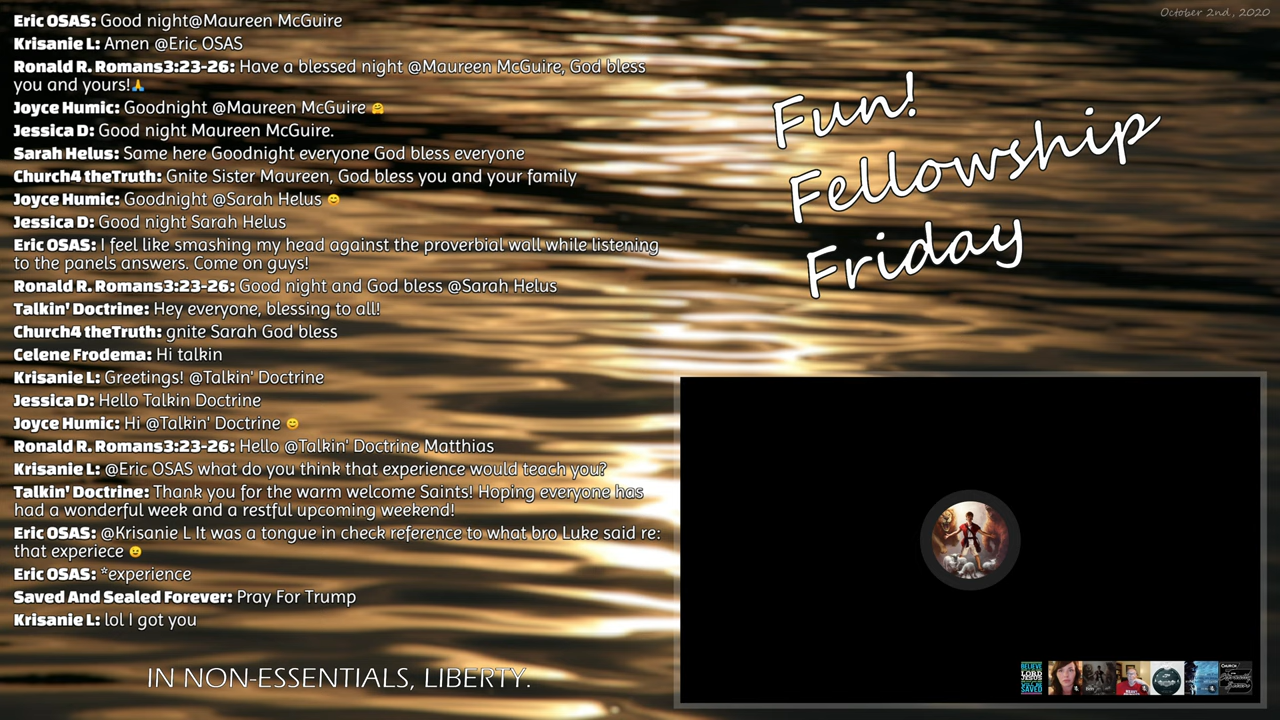 Eric OSAS: Good night@Maureen McGuire
Krisanie L: Amen @Eric OSAS
Ronald R. Romans3:23-26: Have a blessed night @Maureen McGuire, God bless
you and yours!🙏
Joyce Humic: Goodnight @Maureen McGuire 🤗
Jessica D: Good night Maureen McGuire.
Sarah Helus: Same here Goodnight everyone God bless everyone
Church4 theTruth: Gnite Sister Maureen, God bless you and your family
Joyce Humic: Goodnight @Sarah Helus 😊
Jessica D: Good night Sarah Helus
Eric OSAS: I feel like smashing my head against the proverbial wall while listening
to the panels answers. Come on guys!
Ronald R. Romans3:23-26: Good night and God bless @Sarah Helus
Talkin' Doctrine: Hey everyone, blessing to all!
Church4 theTruth: gnite Sarah God bless
Celene Frodema: Hi talkin
Krisanie L: Greetings! @Talkin' Doctrine
Jessica D: Hello Talkin Doctrine
Joyce Humic: Hi @Talkin' Doctrine 😊
Ronald R. Romans3:23-26: Hello @Talkin' Doctrine Matthias
Krisanie L: @Eric OSAS what do you think that experience would teach you?
Talkin' Doctrine: Thank you for the warm welcome Saints! Hoping everyone has
had a wonderful week and a restful upcoming weekend!
Eric OSAS: @Krisanie L It was a tongue in check reference to what bro Luke said re:
that experiece 😉
Eric OSAS: *experience
Saved And Sealed Forever: Pray For Trump
Krisanie L: lol I got you
IN NON-ESSENTIALS, LIBERTY.
October 2nd, 2020
Fun!
Fellowship
Friday
BELIEVE
LORD
JESUS
SAVED
CHURCH